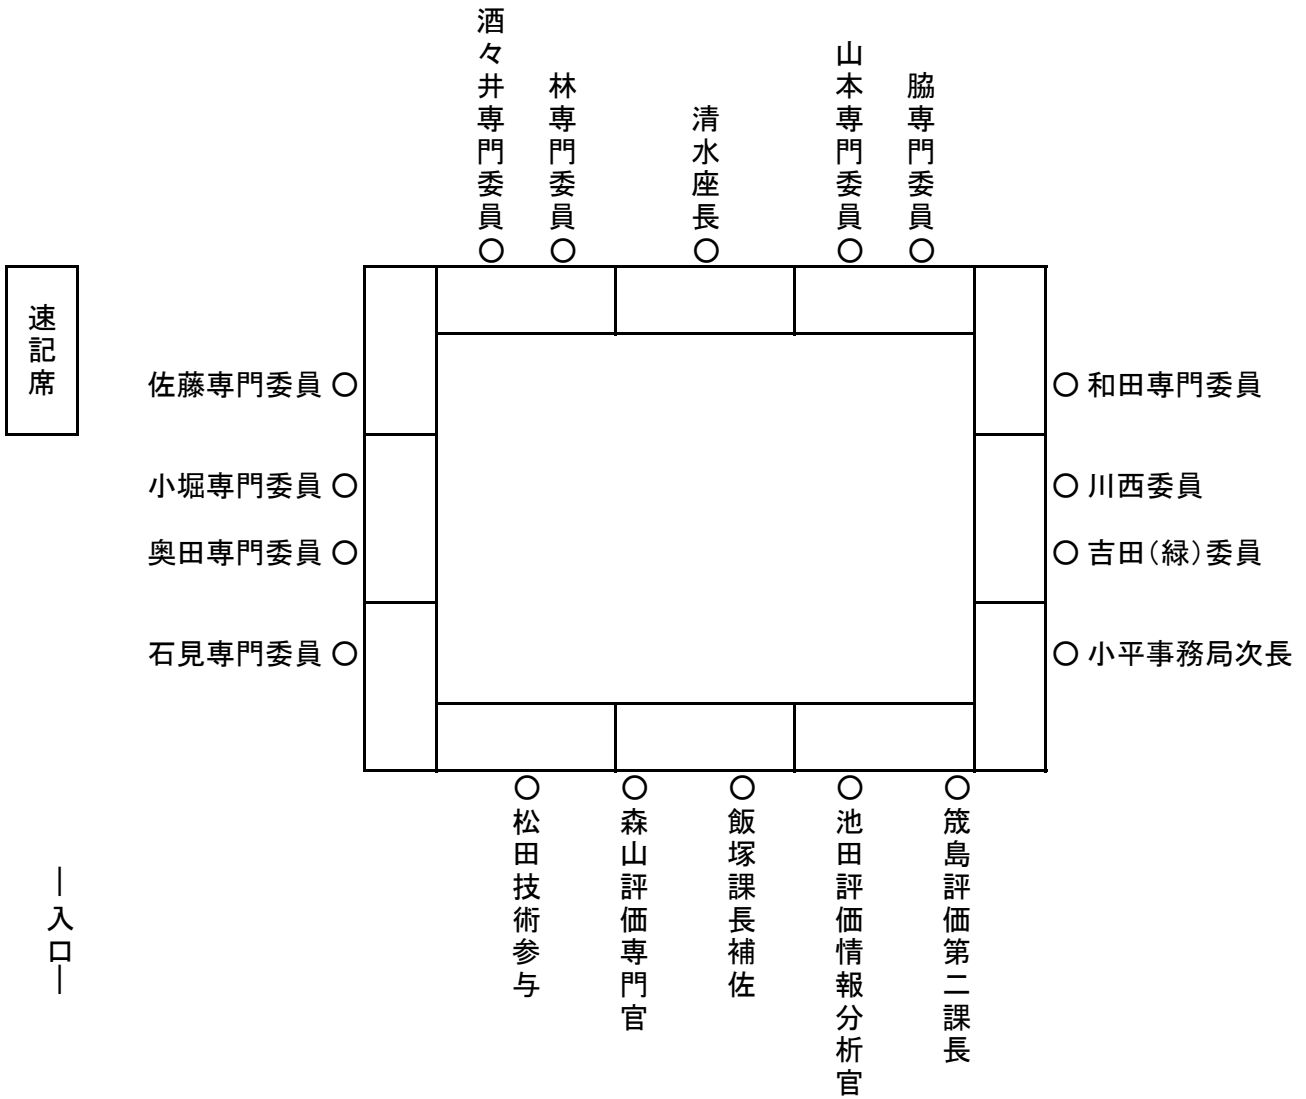 酒々井専門委員
林専門委員
清水座長
山本専門委員
脇専門委員
速記席
佐藤専門委員
和田専門委員
小堀専門委員
川西委員
奥田専門委員
吉田(緑)委員
石見専門委員
小平事務局次長
松田技術参与
森山評価専門官
飯塚課長補佐
池田評価情報分析官
筬島評価第二課長
―入口―